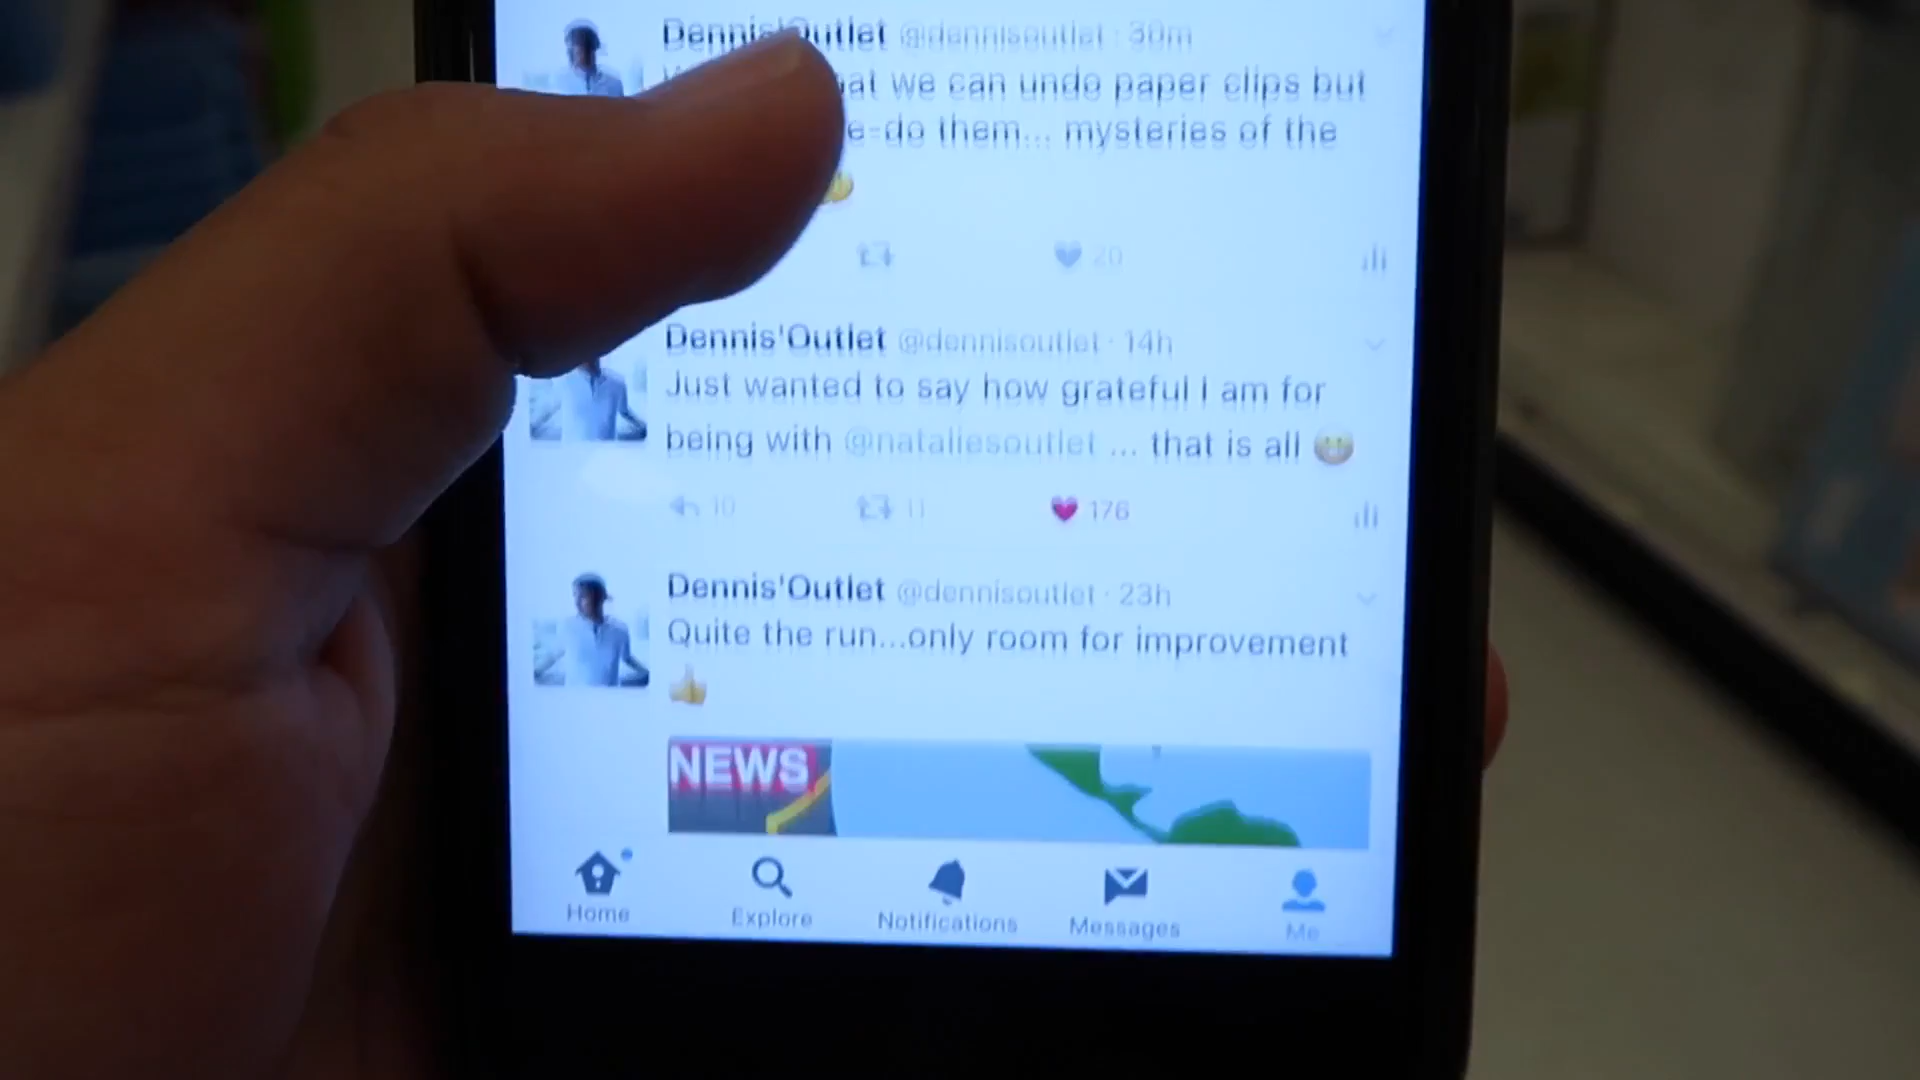 Dennis'Outlet @dennisoutlet · 30m
we can undo paper clips but
e-do them... mysteries of the
20
Dennis'Outlet @dennisoutlet · 14h
Just wanted to say how grateful I am for
being with @nataliesoutlet ... that is all 😀
10 11 176
Dennis'Outlet @dennisoutlet · 23h
Quite the run...only room for improvement
👍
NEWS
Home Explore Notifications Messages Me